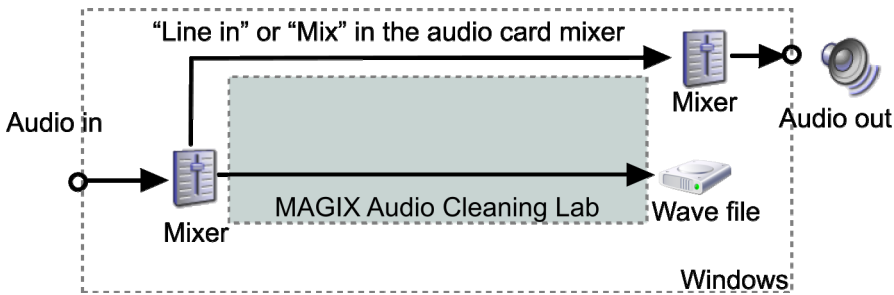 “Line in” or “Mix” in the audio card mixer
Mixer
Audio in
Audio out
MAGIX Audio Cleaning Lab
Wave file
Mixer
Windows